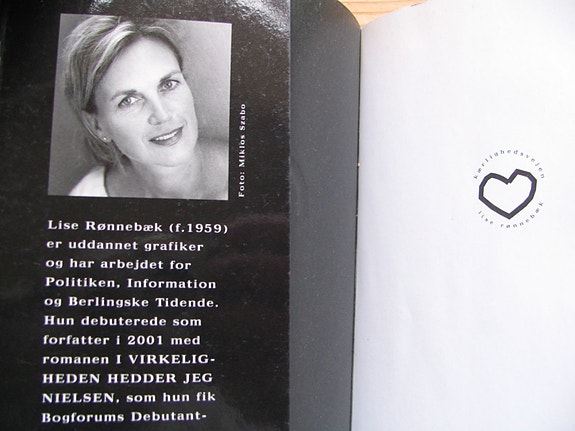 Foto: Miklos Szabo
Lise Rønnebæk (f.1959)
er uddannet grafiker
og har arbejdet for
Politiken, Information
og Berlingske Tidende.
Hun debuterede som
forfatter i 2001 med
romanen I VIRKELIG-
HEDEN HEDDER JEG
NIELSEN, som hun fik
Bogforums Debutant-
kærlighedsvejen
lise rønnebæk